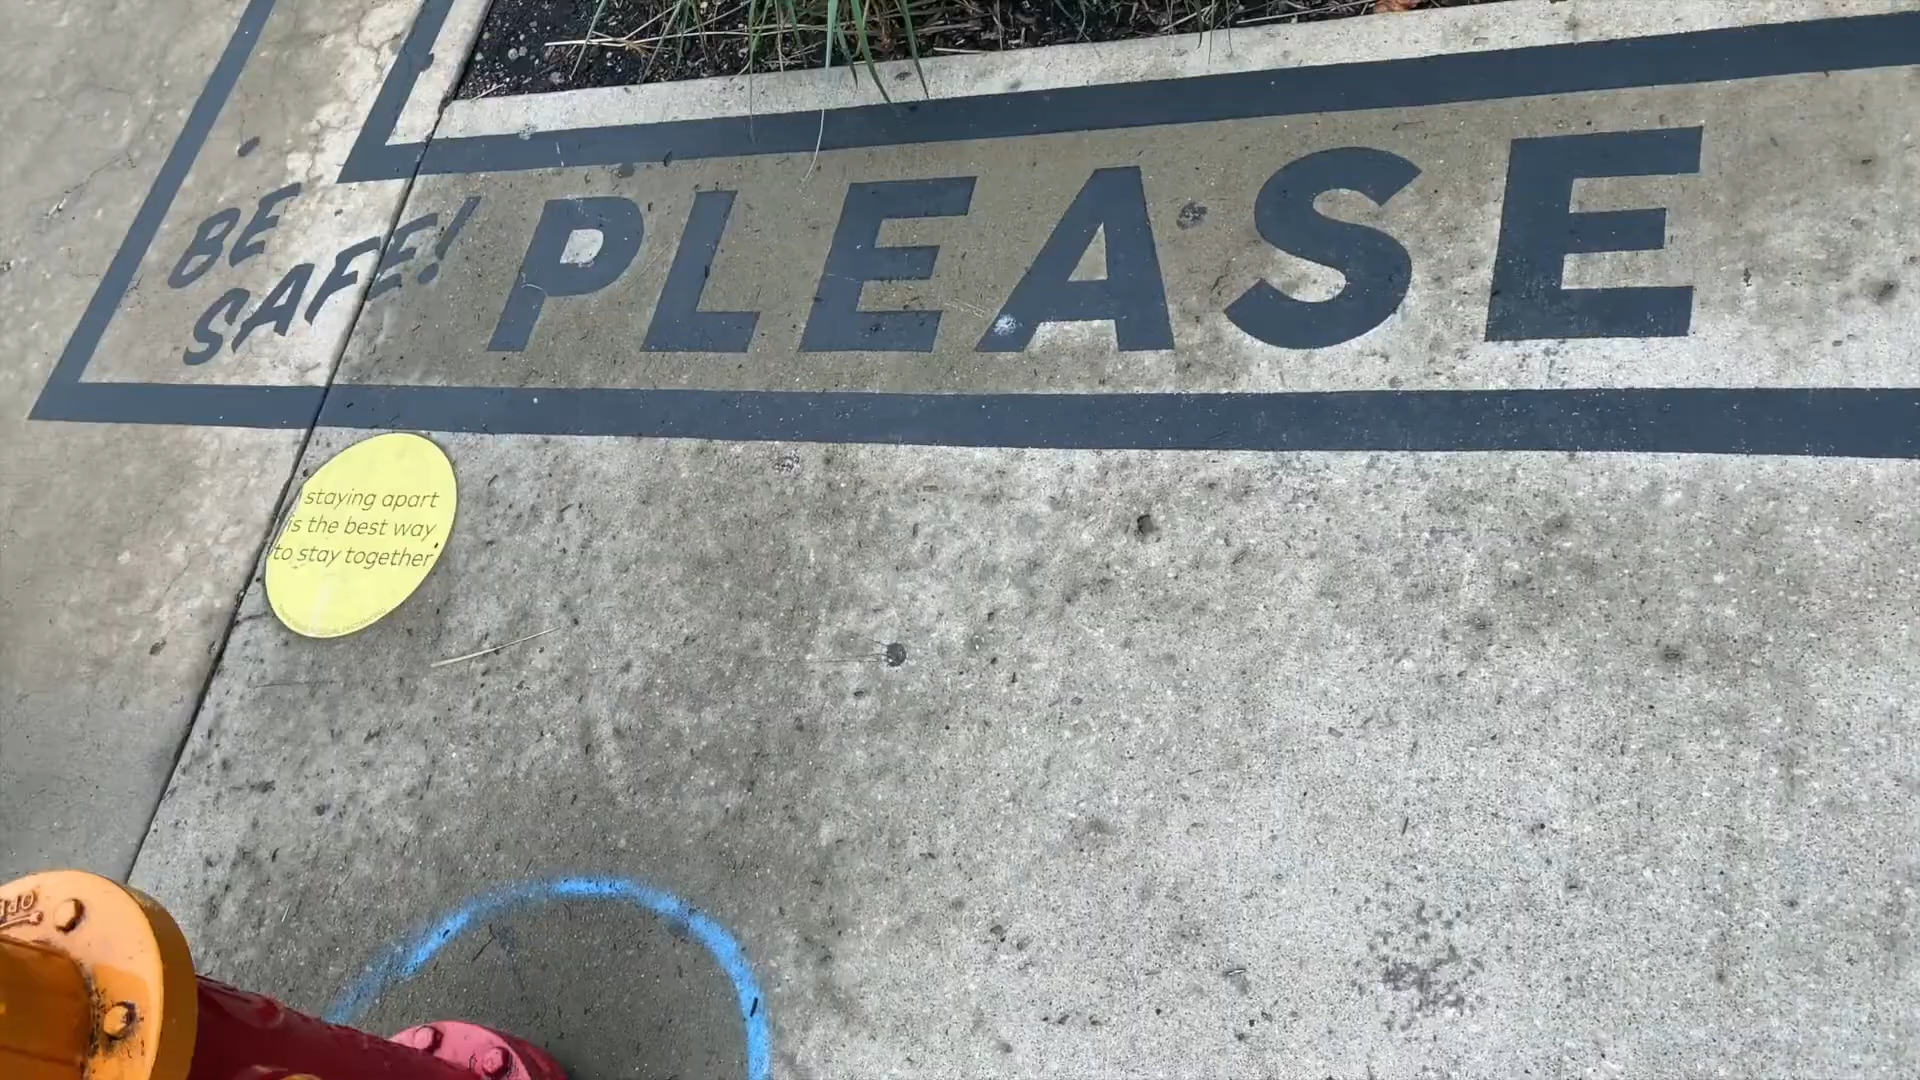 BE
SAFE!
PLEASE
staying apart
is the best way
to stay together